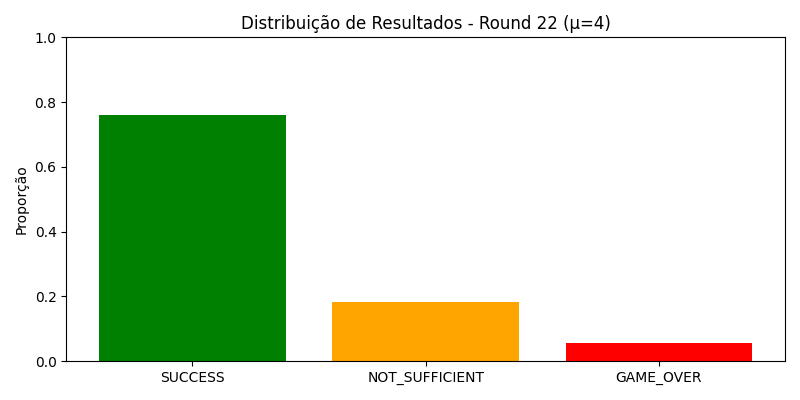 Distribuição de Resultados - Round 22 (μ=4)
Proporção
1.0
0.8
0.6
0.4
0.2
0.0
SUCCESS
NOT_SUFFICIENT
GAME_OVER